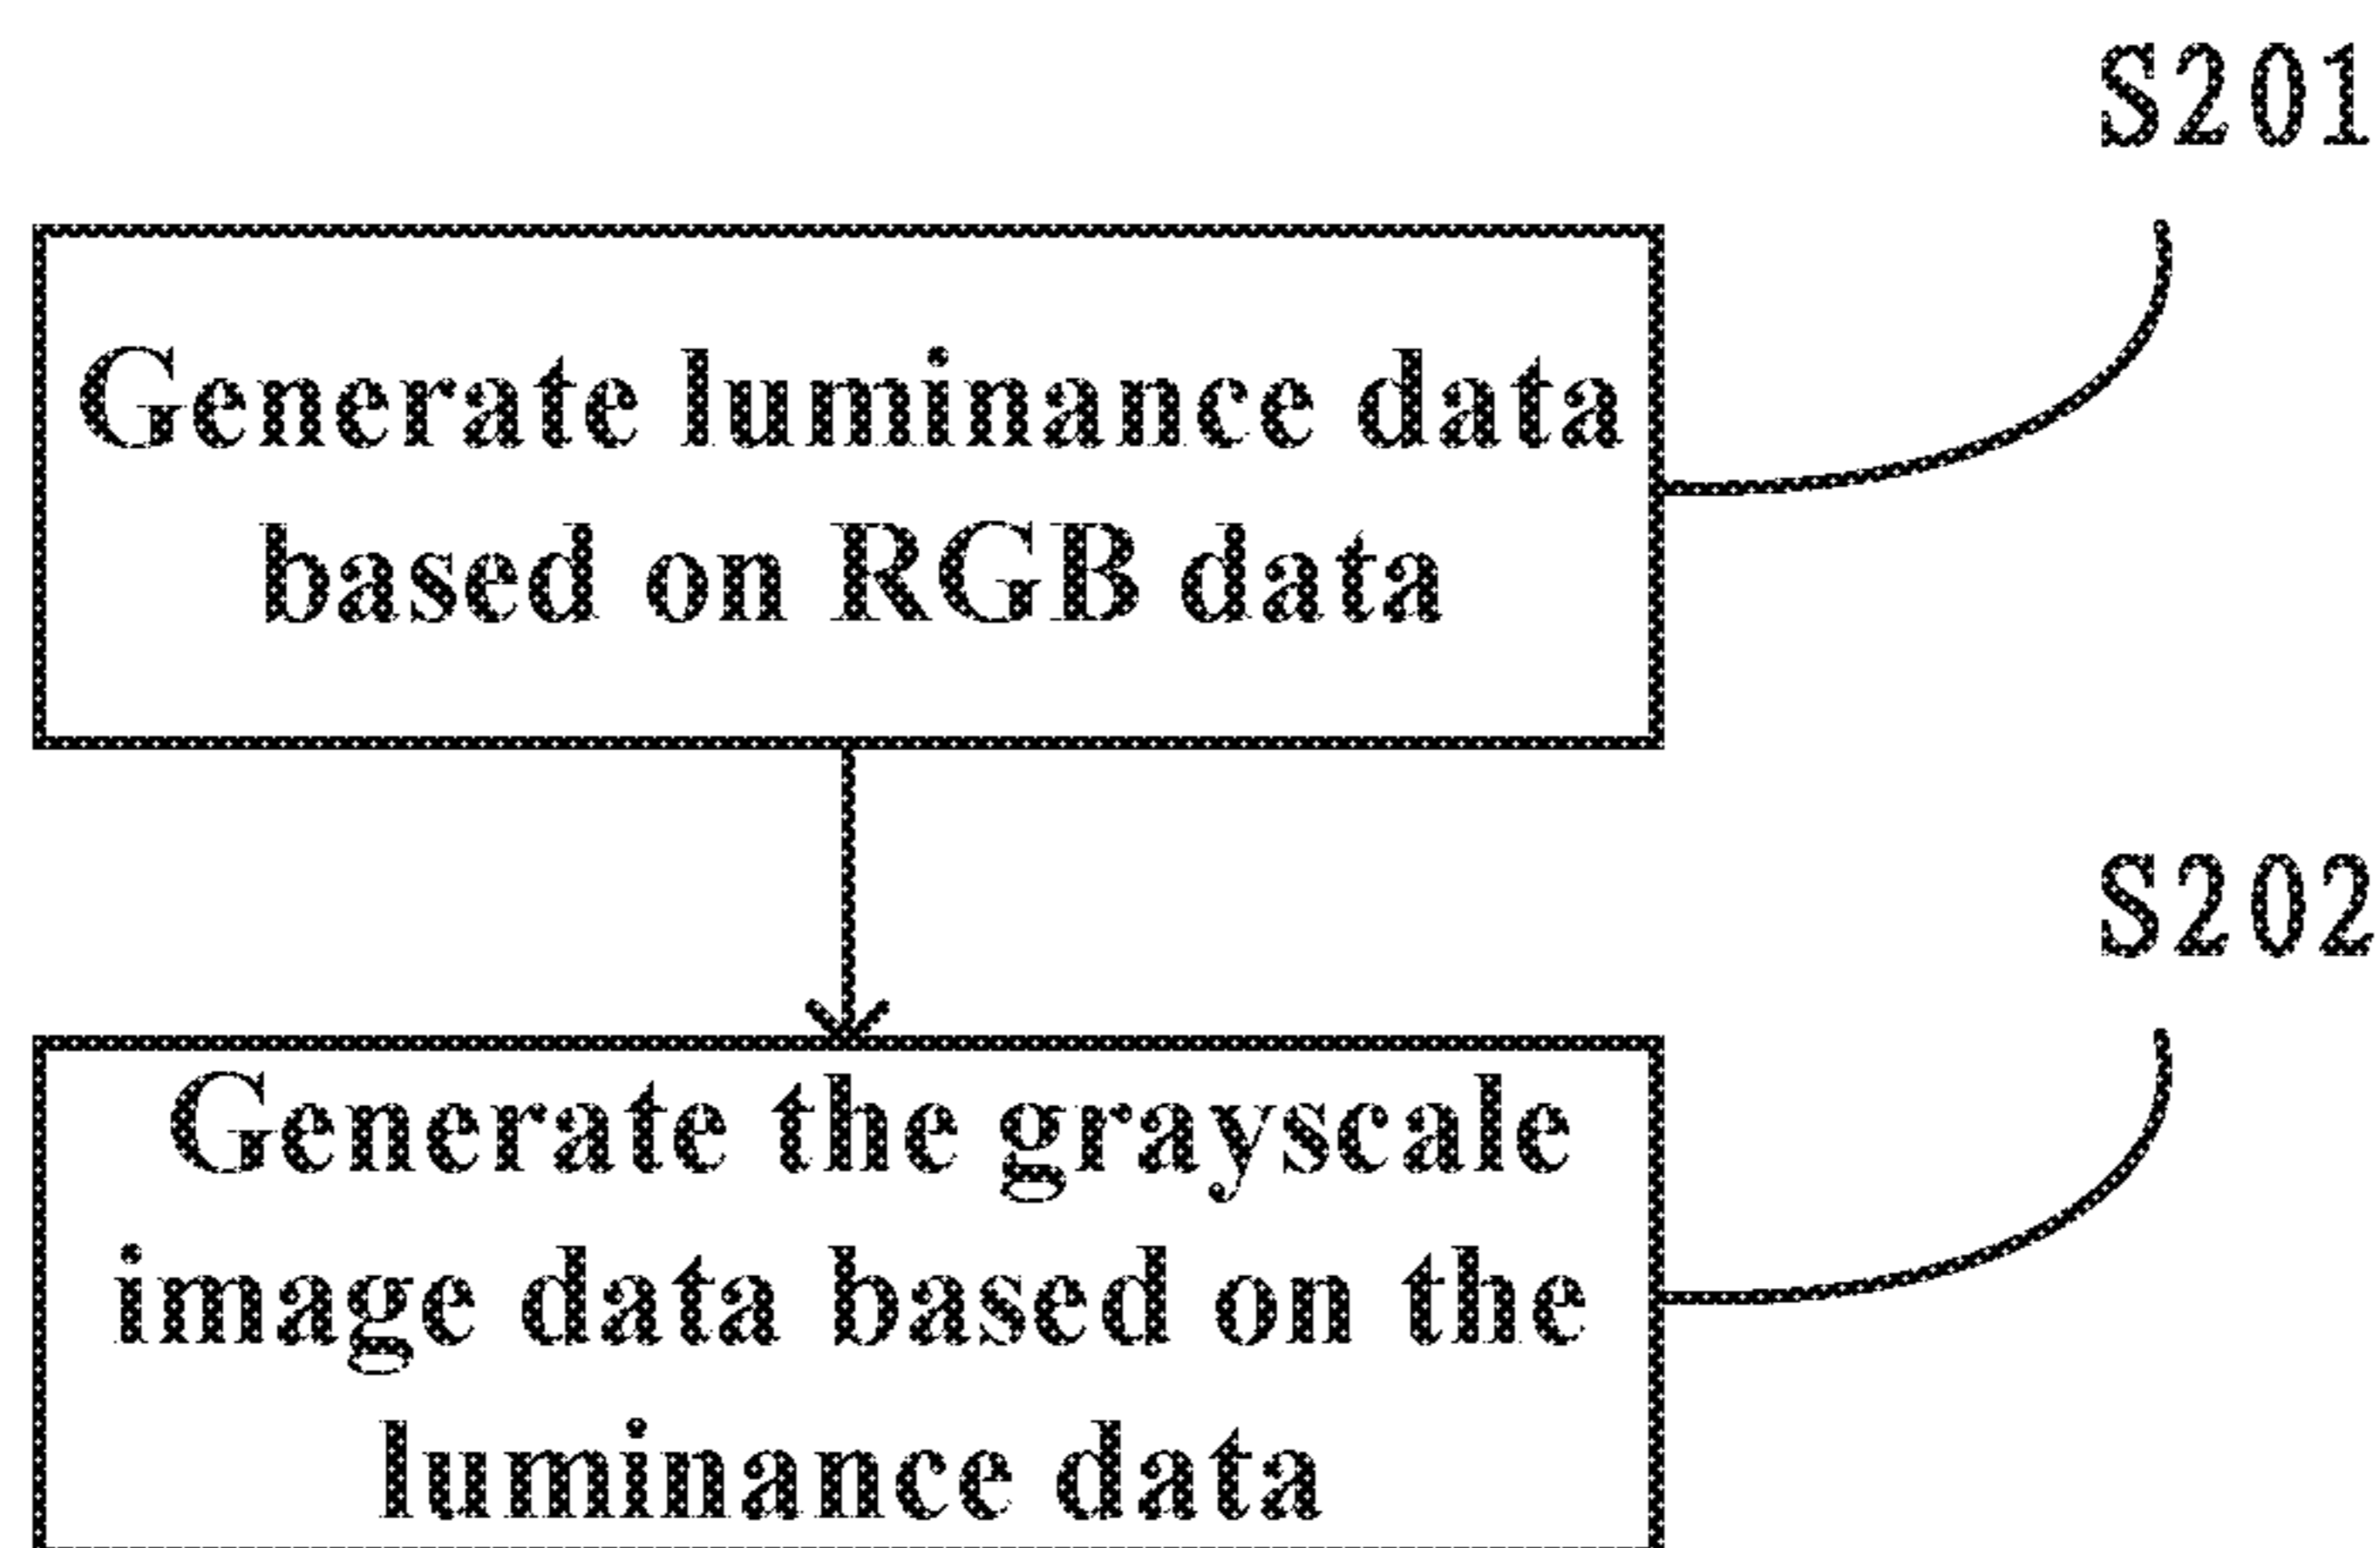 S201
Generate luminance data
based on RGB data
S202
Generate the grayscale
image data based on the
luminance data